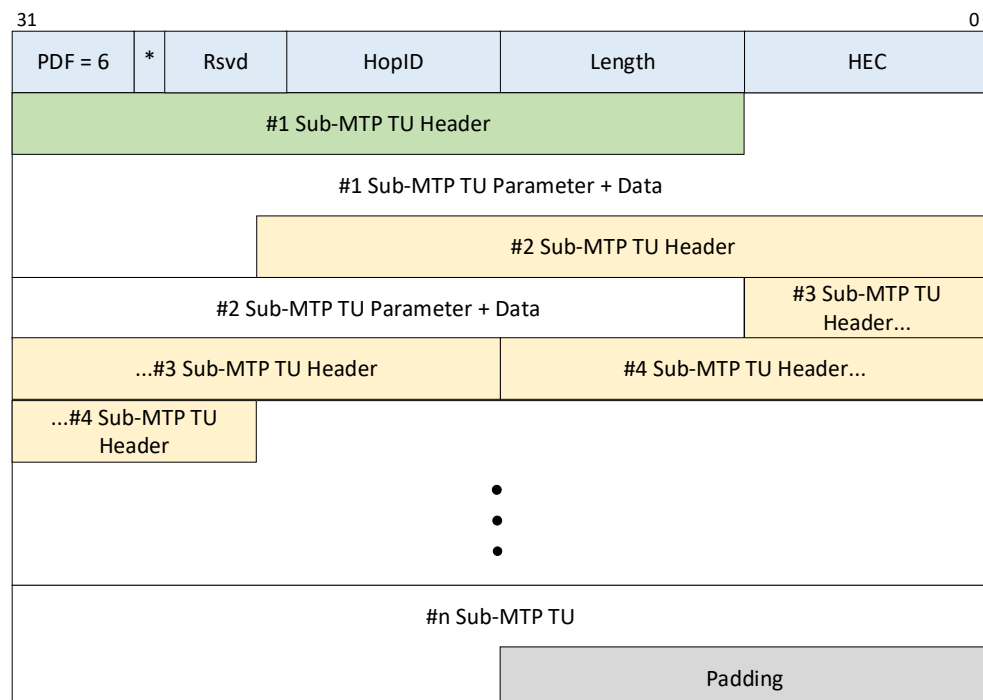 31 0
PDF = 6 * Rsvd HopID Length HEC
#1 Sub-MTP TU Header
#1 Sub-MTP TU Parameter + Data
#2 Sub-MTP TU Header
#2 Sub-MTP TU Parameter + Data
#3 Sub-MTP TU
Header...
...#3 Sub-MTP TU Header
#4 Sub-MTP TU Header...
...#4 Sub-MTP TU
Header
#n Sub-MTP TU
Padding